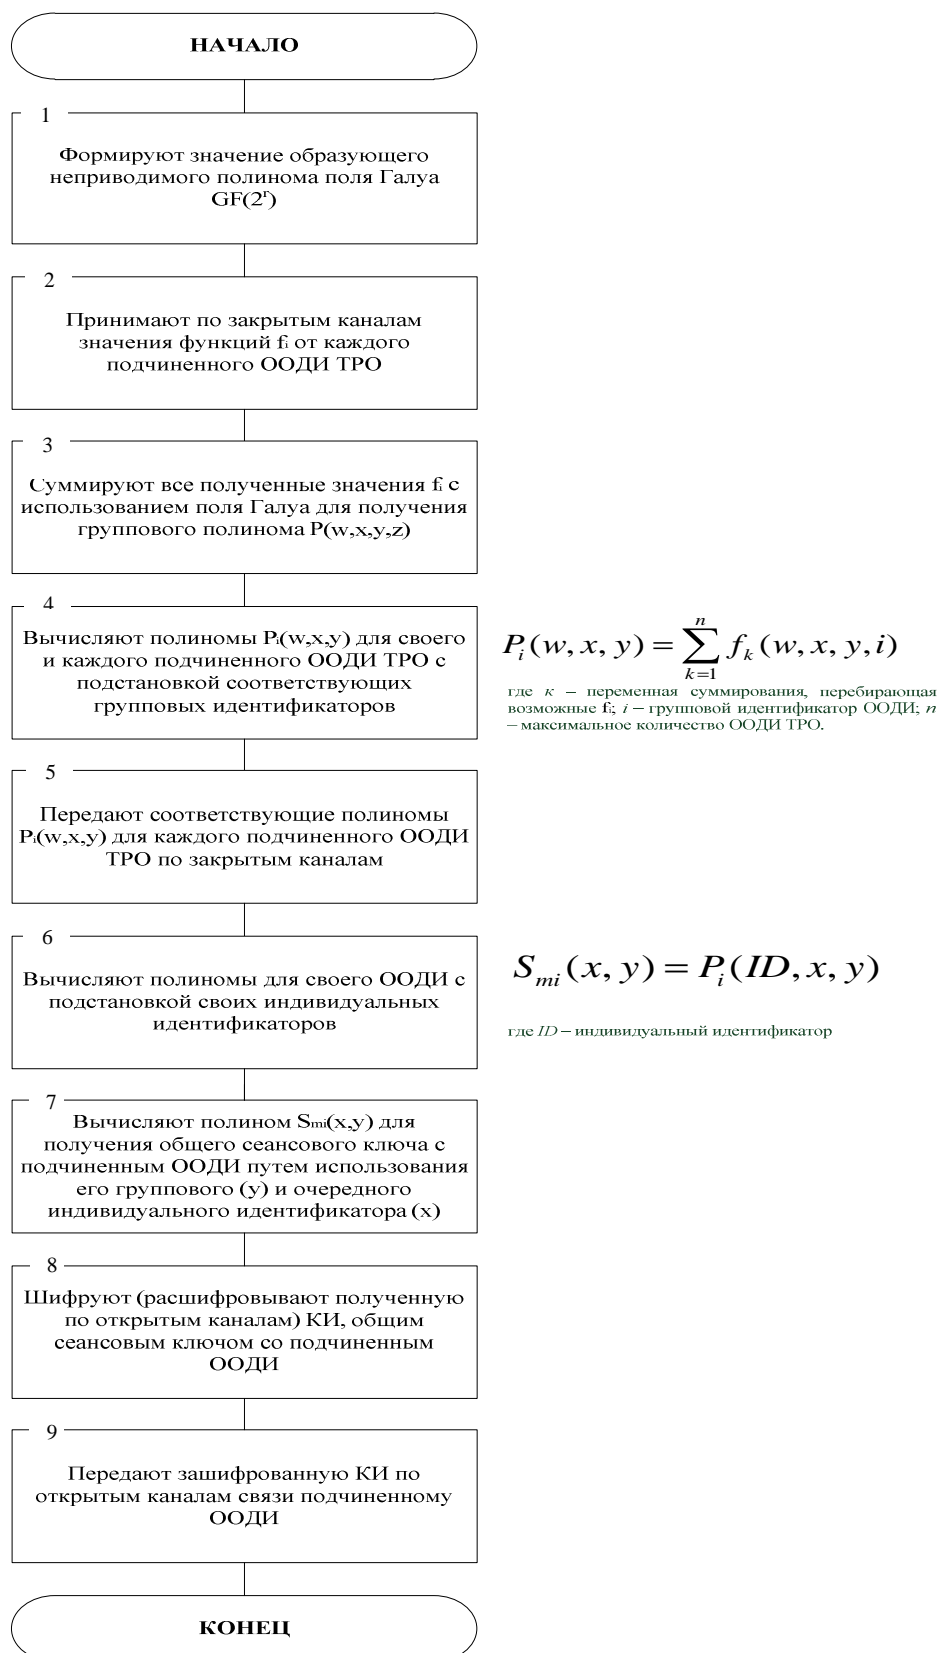 НАЧАЛО
1
Формируют значение образующего
неприводимого полинома поля Галуа
GF(2ʳ)
2
Принимают по закрытым каналам
значения функций fᵢ от каждого
подчиненного ООДИ ТРО
3
Суммируют все полученные значения fᵢ с
использованием поля Галуа для получения
группового полинома P(w,x,y,z)
4
Вычисляют полиномы Pᵢ(w,x,y) для своего
и каждого подчиненного ООДИ ТРО с
подстановкой соответствующих
групповых идентификаторов
P_i(w, x, y) = \sum_{k=1}^{n} f_k(w, x, y, i)
где к – переменная суммирования, перебирающая
возможные fᵢ; i – групповой идентификатор ООДИ; n
– максимальное количество ООДИ ТРО.
5
Передают соответствующие полиномы
Pᵢ(w,x,y) для каждого подчиненного ООДИ
ТРО по закрытым каналам
6
Вычисляют полиномы для своего ООДИ с
подстановкой своих индивидуальных
идентификаторов
S_{mi}(x, y) = P_i(ID, x, y)
где ID – индивидуальный идентификатор
7
Вычисляют полином Sₘᵢ(x,y) для
получения общего сеансового ключа с
подчиненным ООДИ путем использования
его группового (y) и очередного
индивидуального идентификатора (x)
8
Шифруют (расшифровывают полученную
по открытым каналам) КИ, общим
сеансовым ключом со подчиненным
ООДИ
9
Передают зашифрованную КИ по
открытым каналам связи подчиненному
ООДИ
КОНЕЦ